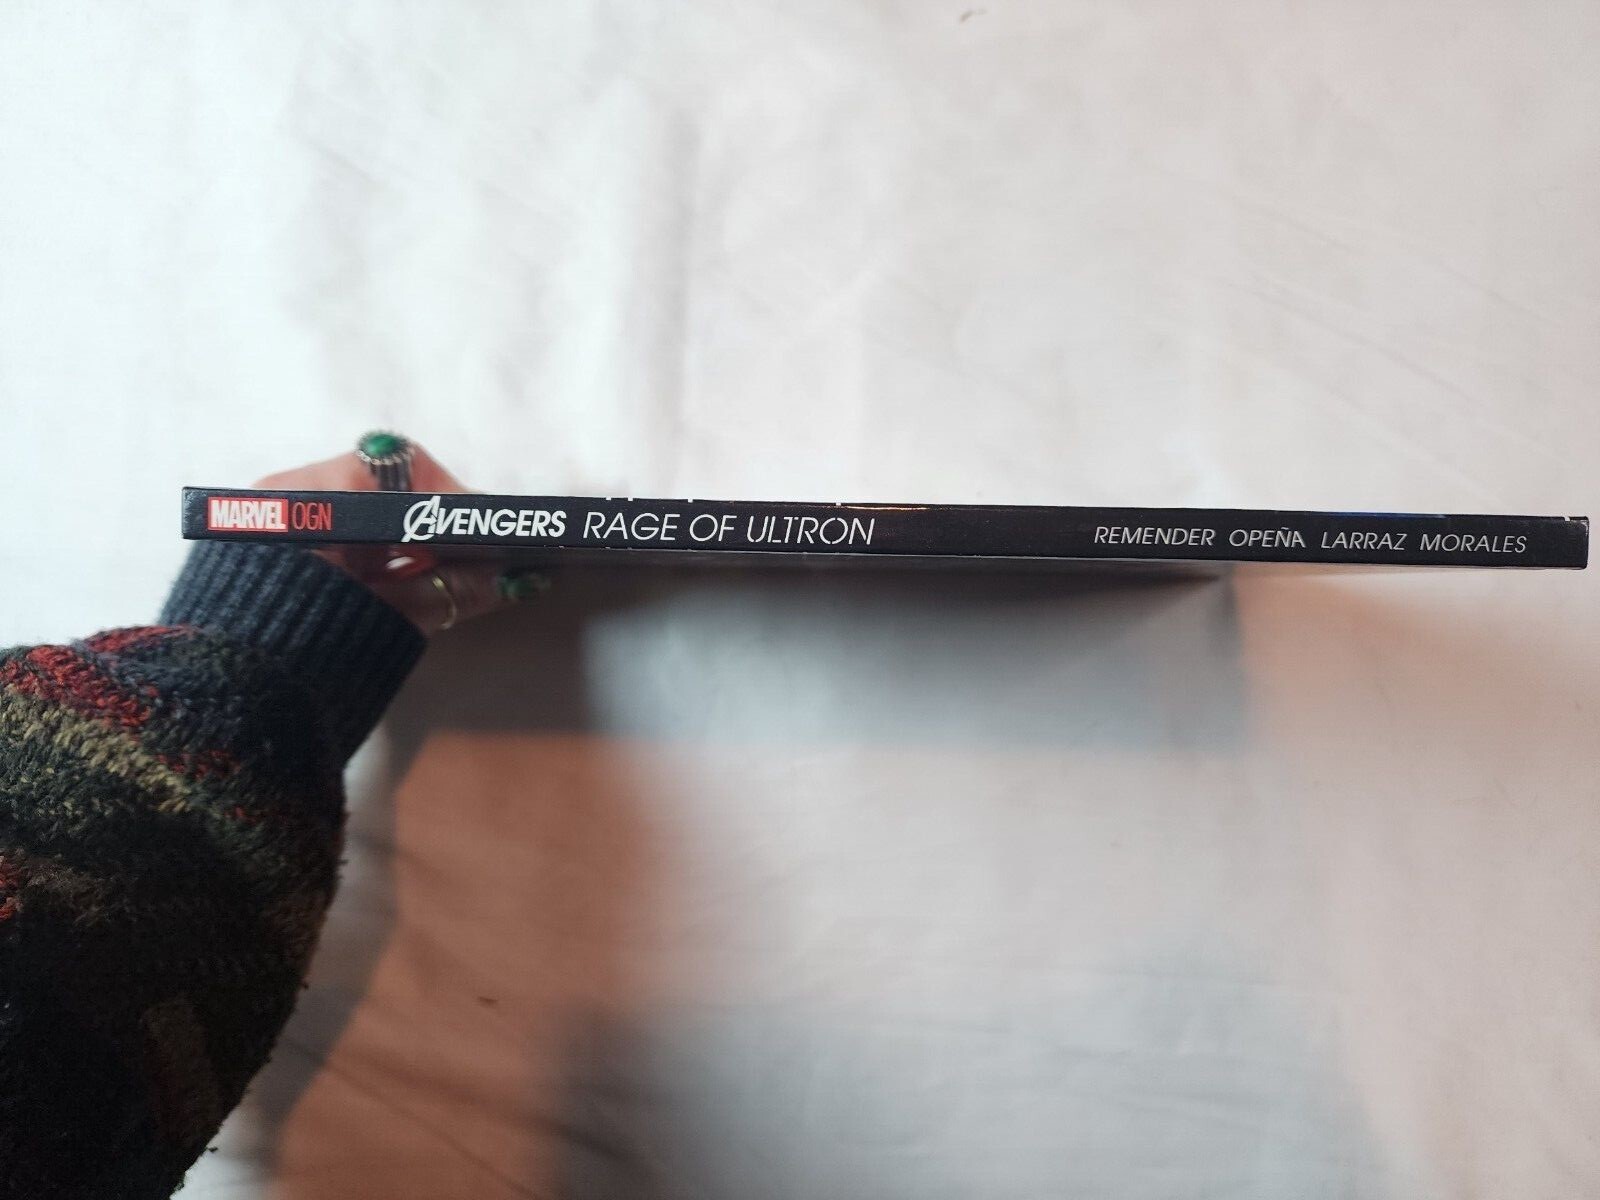 MARVEL OGN AVENGERS RAGE OF ULTRON REMENDER OPEÑA LARRAZ MORALES